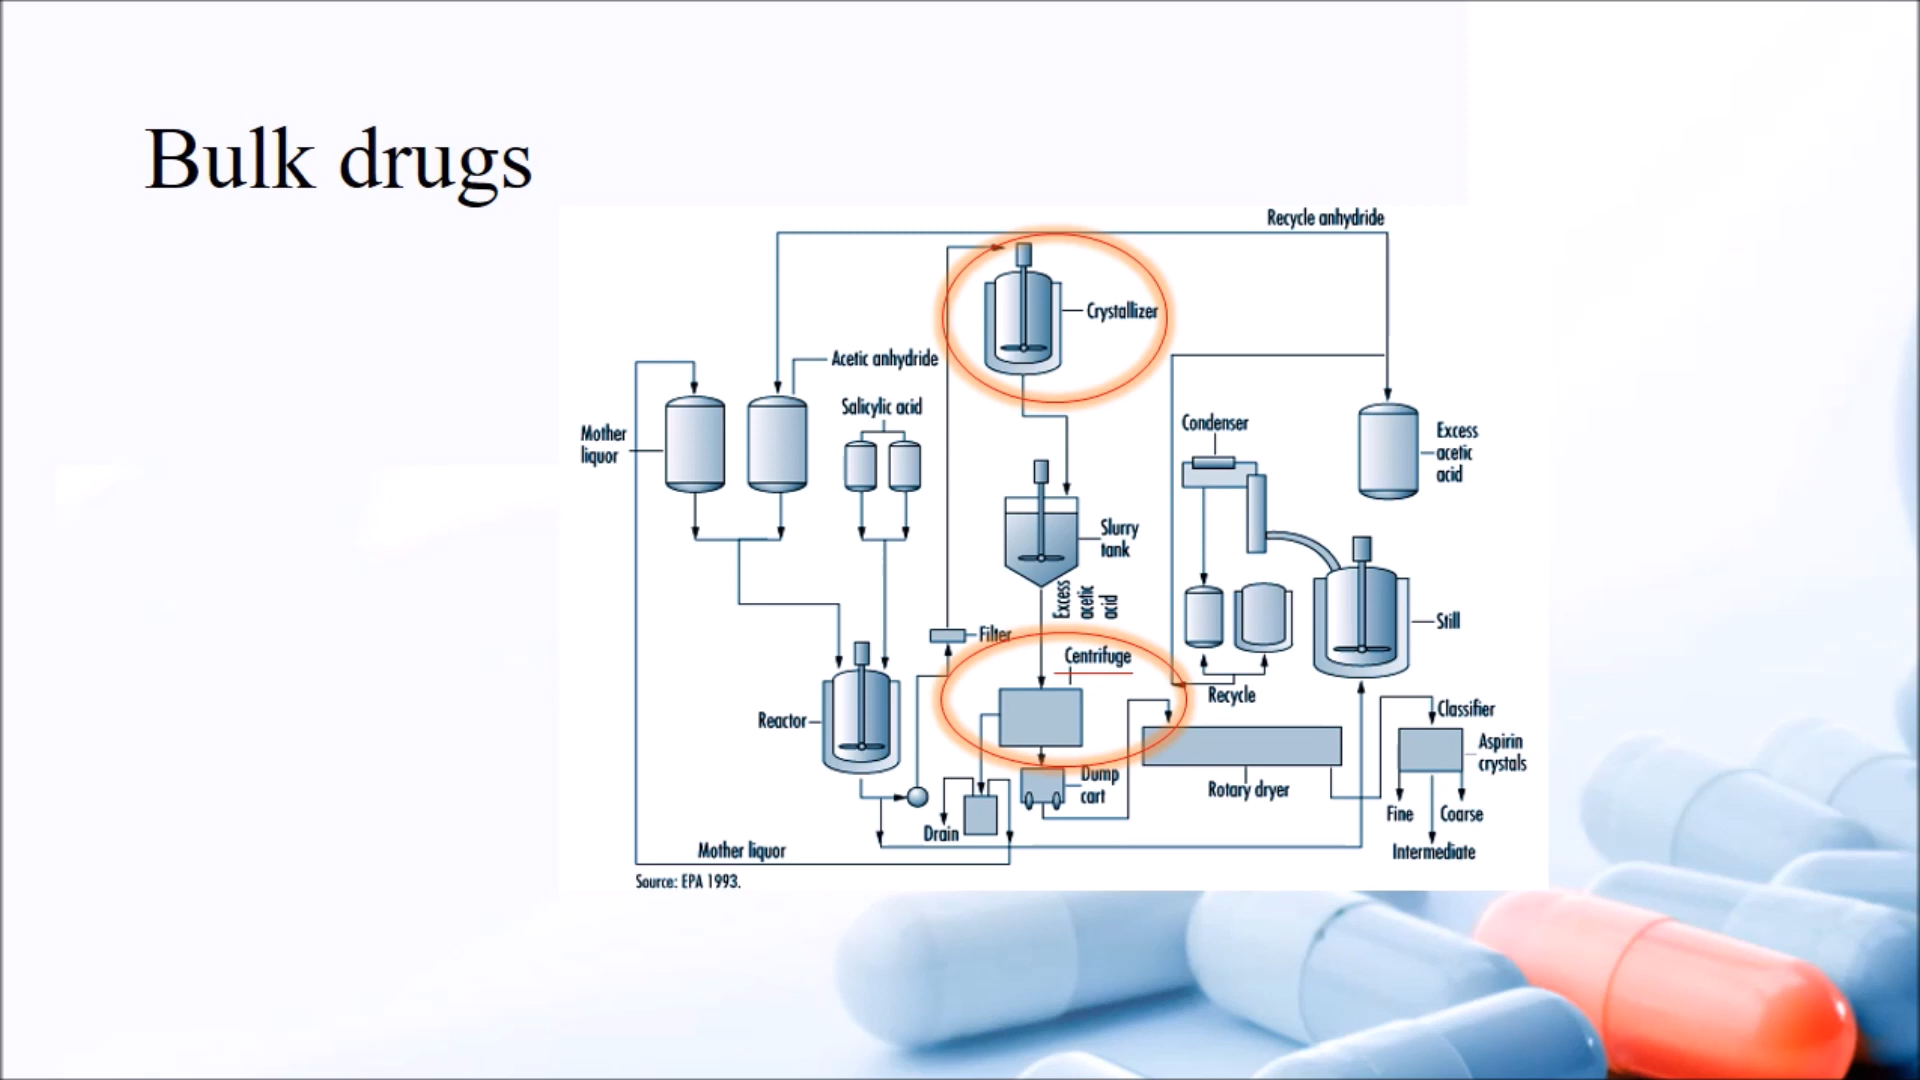 Bulk drugs
Recycle anhydride
Crystallizer
Acetic anhydride
Salicylic acid
Mother
liquor
Condenser
Excess
acetic
acid
Slurry
tank
Excess
acetic
acid
Still
Filter
Centrifuge
Recycle
Reactor
Classifier
Aspirin
crystals
Dump
cart
Rotary dryer
Fine
Coarse
Drain
Mother liquor
Intermediate
Source: EPA 1993.